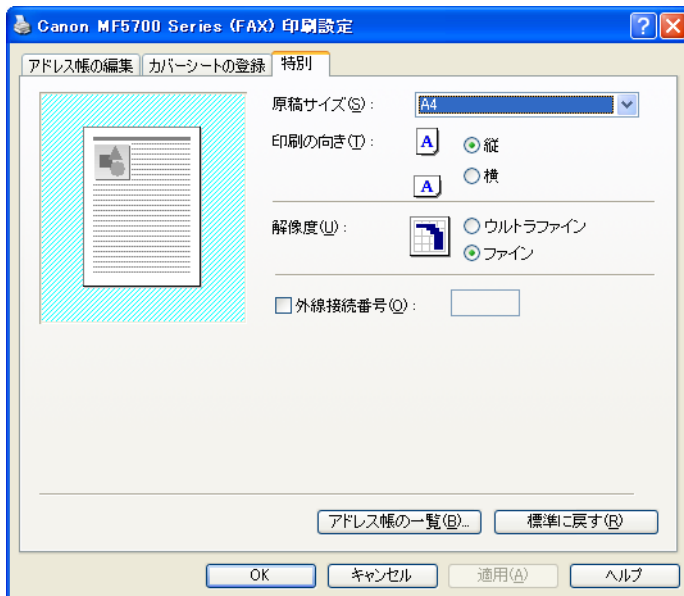 Canon MF5700 Series (FAX) 印刷設定
アドレス帳の編集 カバーシートの登録 特別
原稿サイズ(S): A4
印刷の向き(T): A 縦
A 横
解像度(U): ウルトラファイン
ファイン
外線接続番号(O):
アドレス帳の一覧(B)... 標準に戻す(R)
OK キャンセル 適用(A) ヘルプ